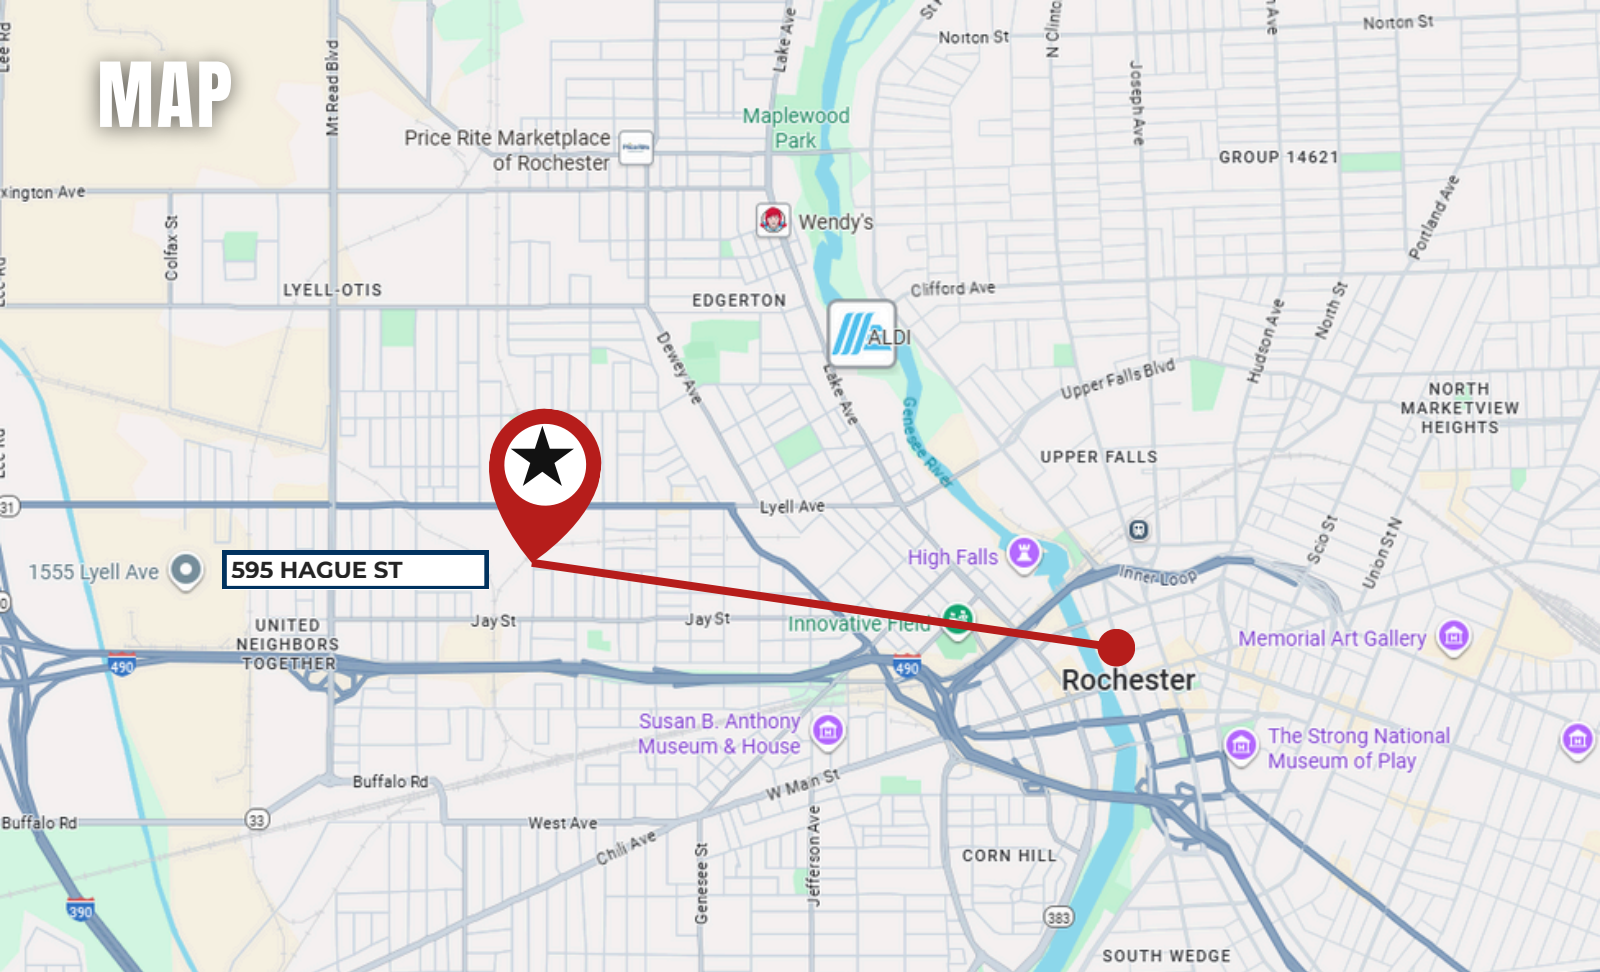 MAP
Lee Rd
Mt Read Blvd
Lake Ave
Norton St
N Clinto
Norton St
Joseph Ave
Maplewood
Park
Price Rite Marketplace
of Rochester
GROUP 14621
xington Ave
Colfax St
Wendy's
Portland Ave
LYELL-OTIS
EDGERTON
Clifford Ave
North St
Hudson Ave
ALDI
Dewey Ave
Lake Ave
Upper Falls Blvd
NORTH
MARKETVIEW
HEIGHTS
Genesee River
UPPER FALLS
31
Lyell Ave
Scio St
Union St N
High Falls
1555 Lyell Ave
595 HAGUE ST
Inner Loop
Jay St
Jay St
Innovative Field
UNITED
NEIGHBORS
TOGETHER
Memorial Art Gallery
490
490
Rochester
Susan B. Anthony
Museum & House
The Strong National
Museum of Play
Buffalo Rd
W Main St
Buffalo Rd
33
West Ave
Chili Ave
Genesee St
Jefferson Ave
CORN HILL
390
383
SOUTH WEDGE